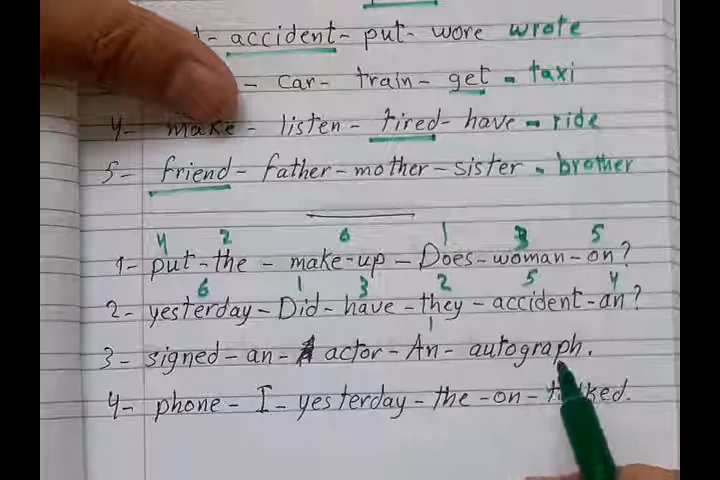 accident - put - wore wrote
- car - train - get - taxi
4- make - listen - tired - have - ride
5- friend - father - mother - sister - brother
4 2 6 1 3 5
1- put - the - make-up - Does - woman - on?
6 1 3 2 5 4
2- yesterday - Did - have - they - accident - an?
1
3- signed - an - actor - An - autograph.
4- phone - I - yesterday - the - on - talked.